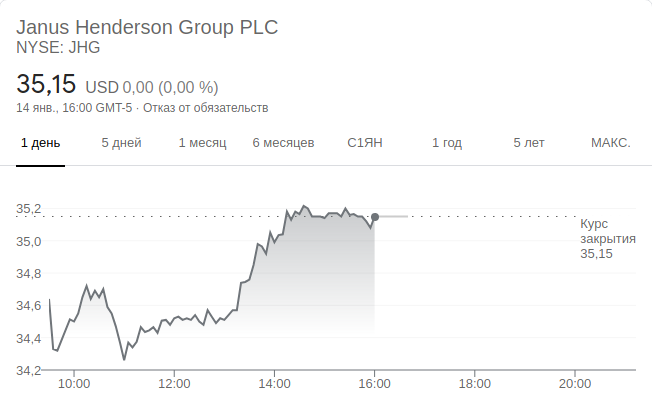 Janus Henderson Group PLC
NYSE: JHG
35,15 USD 0,00 (0,00 %)
14 янв., 16:00 GMT-5 · Отказ от обязательств
1 день 5 дней 1 месяц 6 месяцев С1ЯН 1 год 5 лет МАКС.
35,2
35,0
34,8
34,6
34,4
34,2
Курс
закрытия
35,15
10:00 12:00 14:00 16:00 18:00 20:00